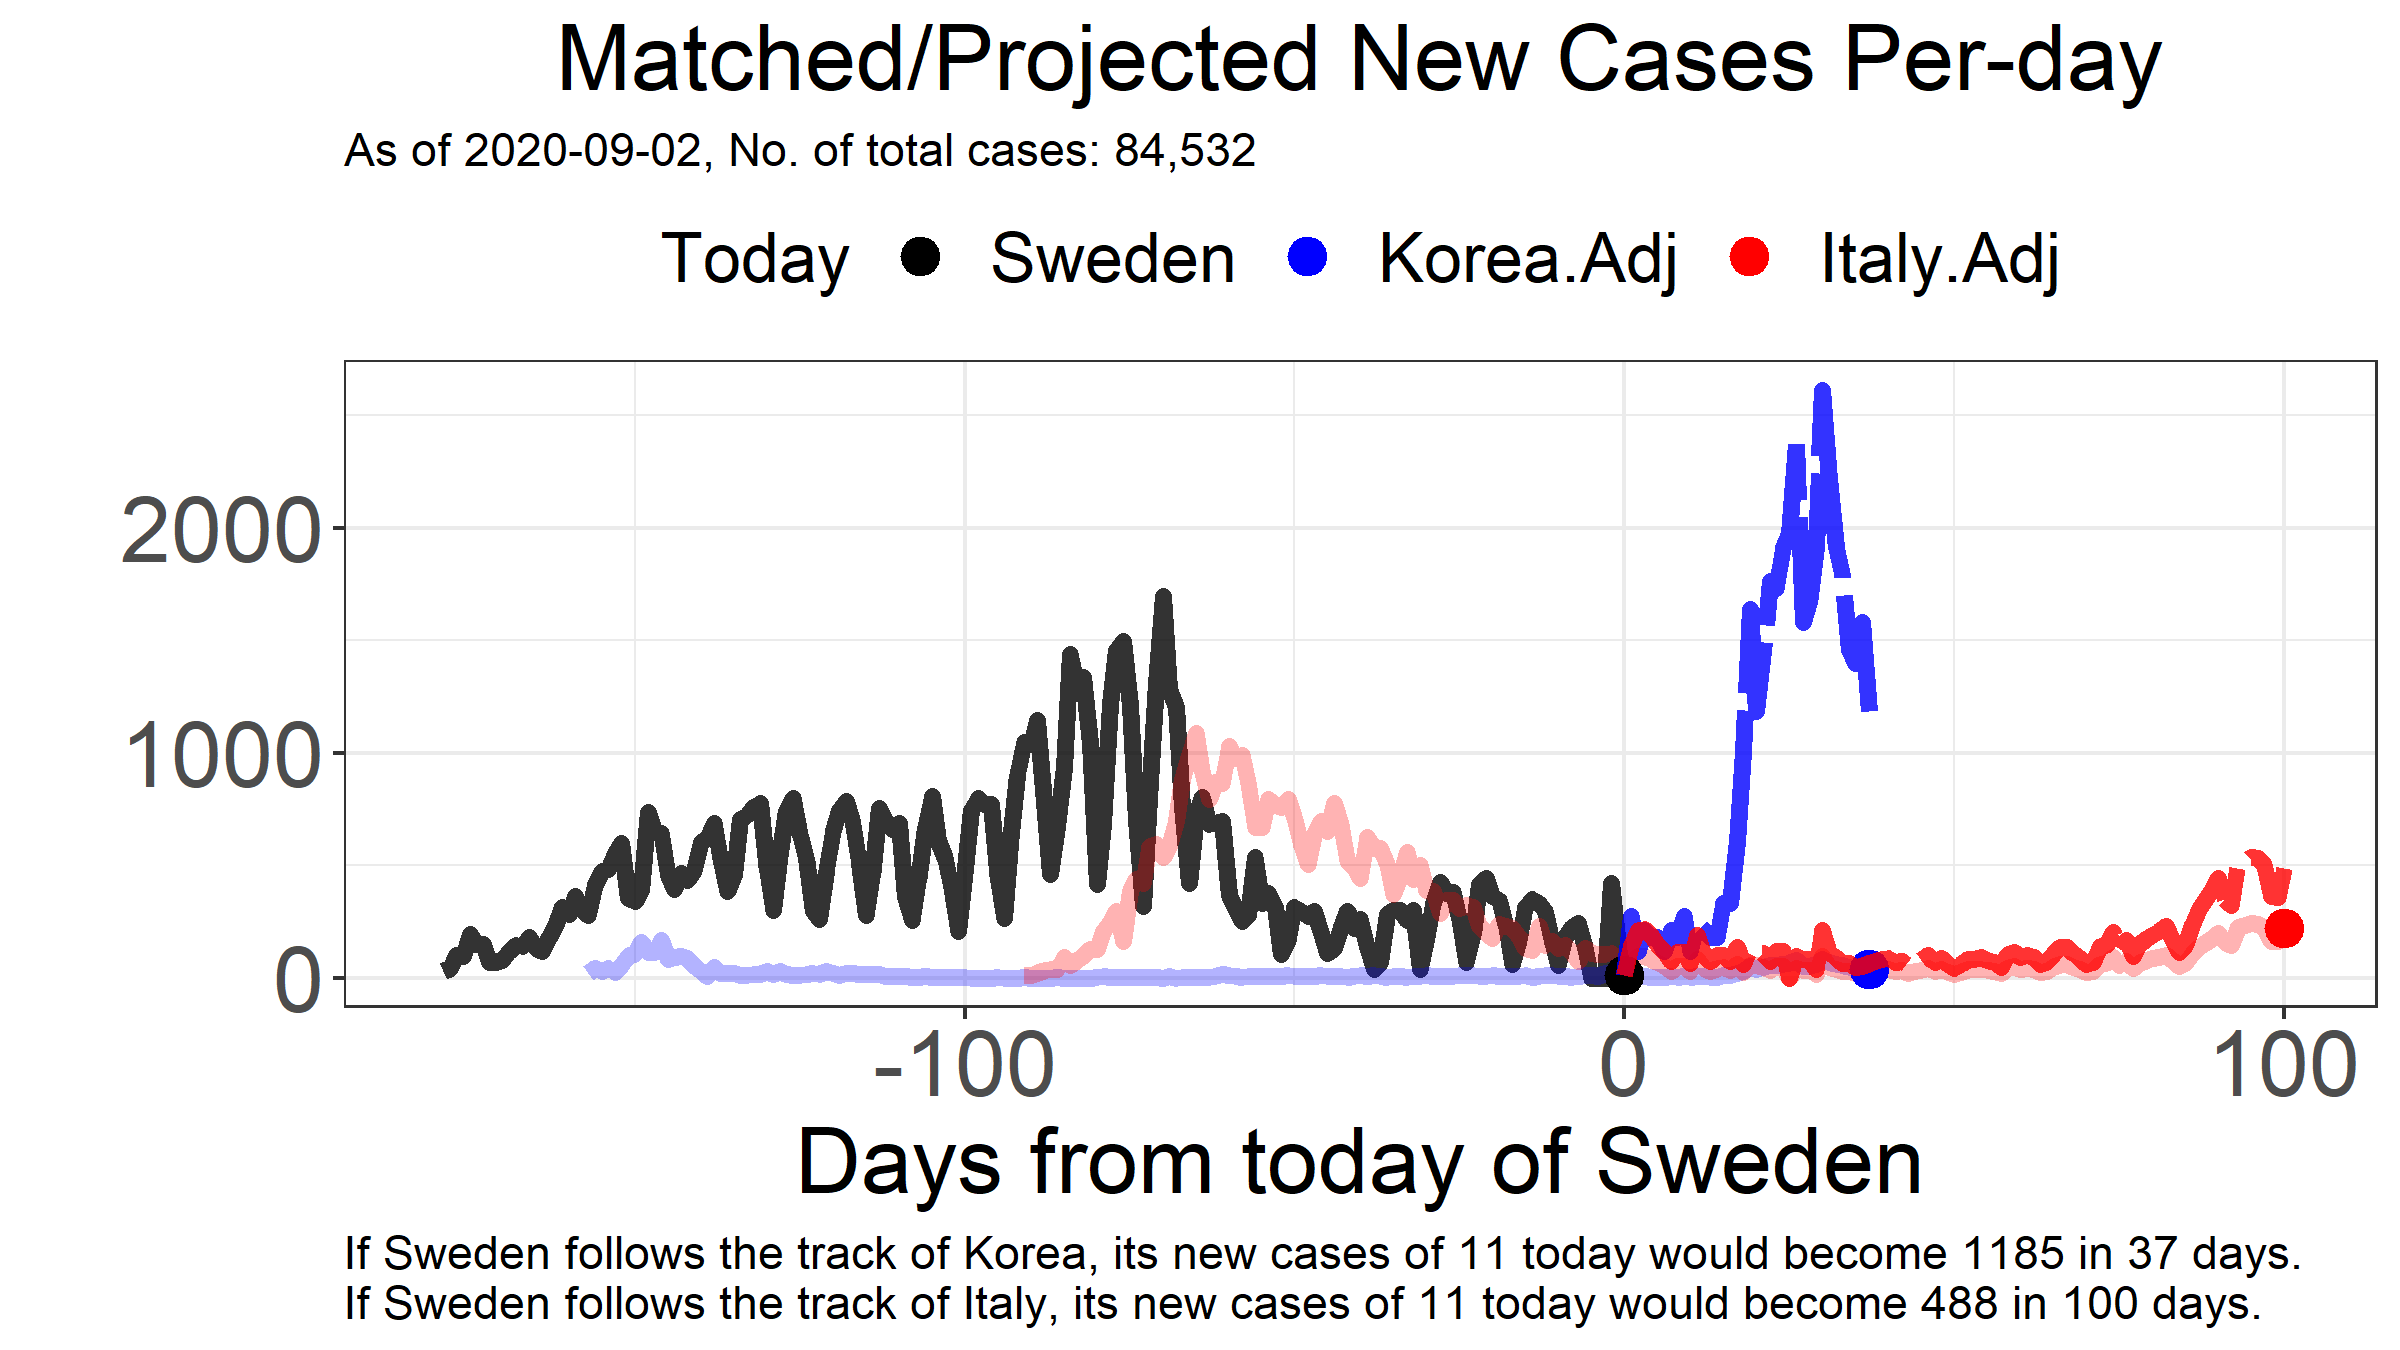 Matched/Projected New Cases Per-day
As of 2020-09-02, No. of total cases: 84,532
Today Sweden Korea.Adj Italy.Adj
2000
1000
0
-100 0 100
Days from today of Sweden
If Sweden follows the track of Korea, its new cases of 11 today would become 1185 in 37 days.
If Sweden follows the track of Italy, its new cases of 11 today would become 488 in 100 days.